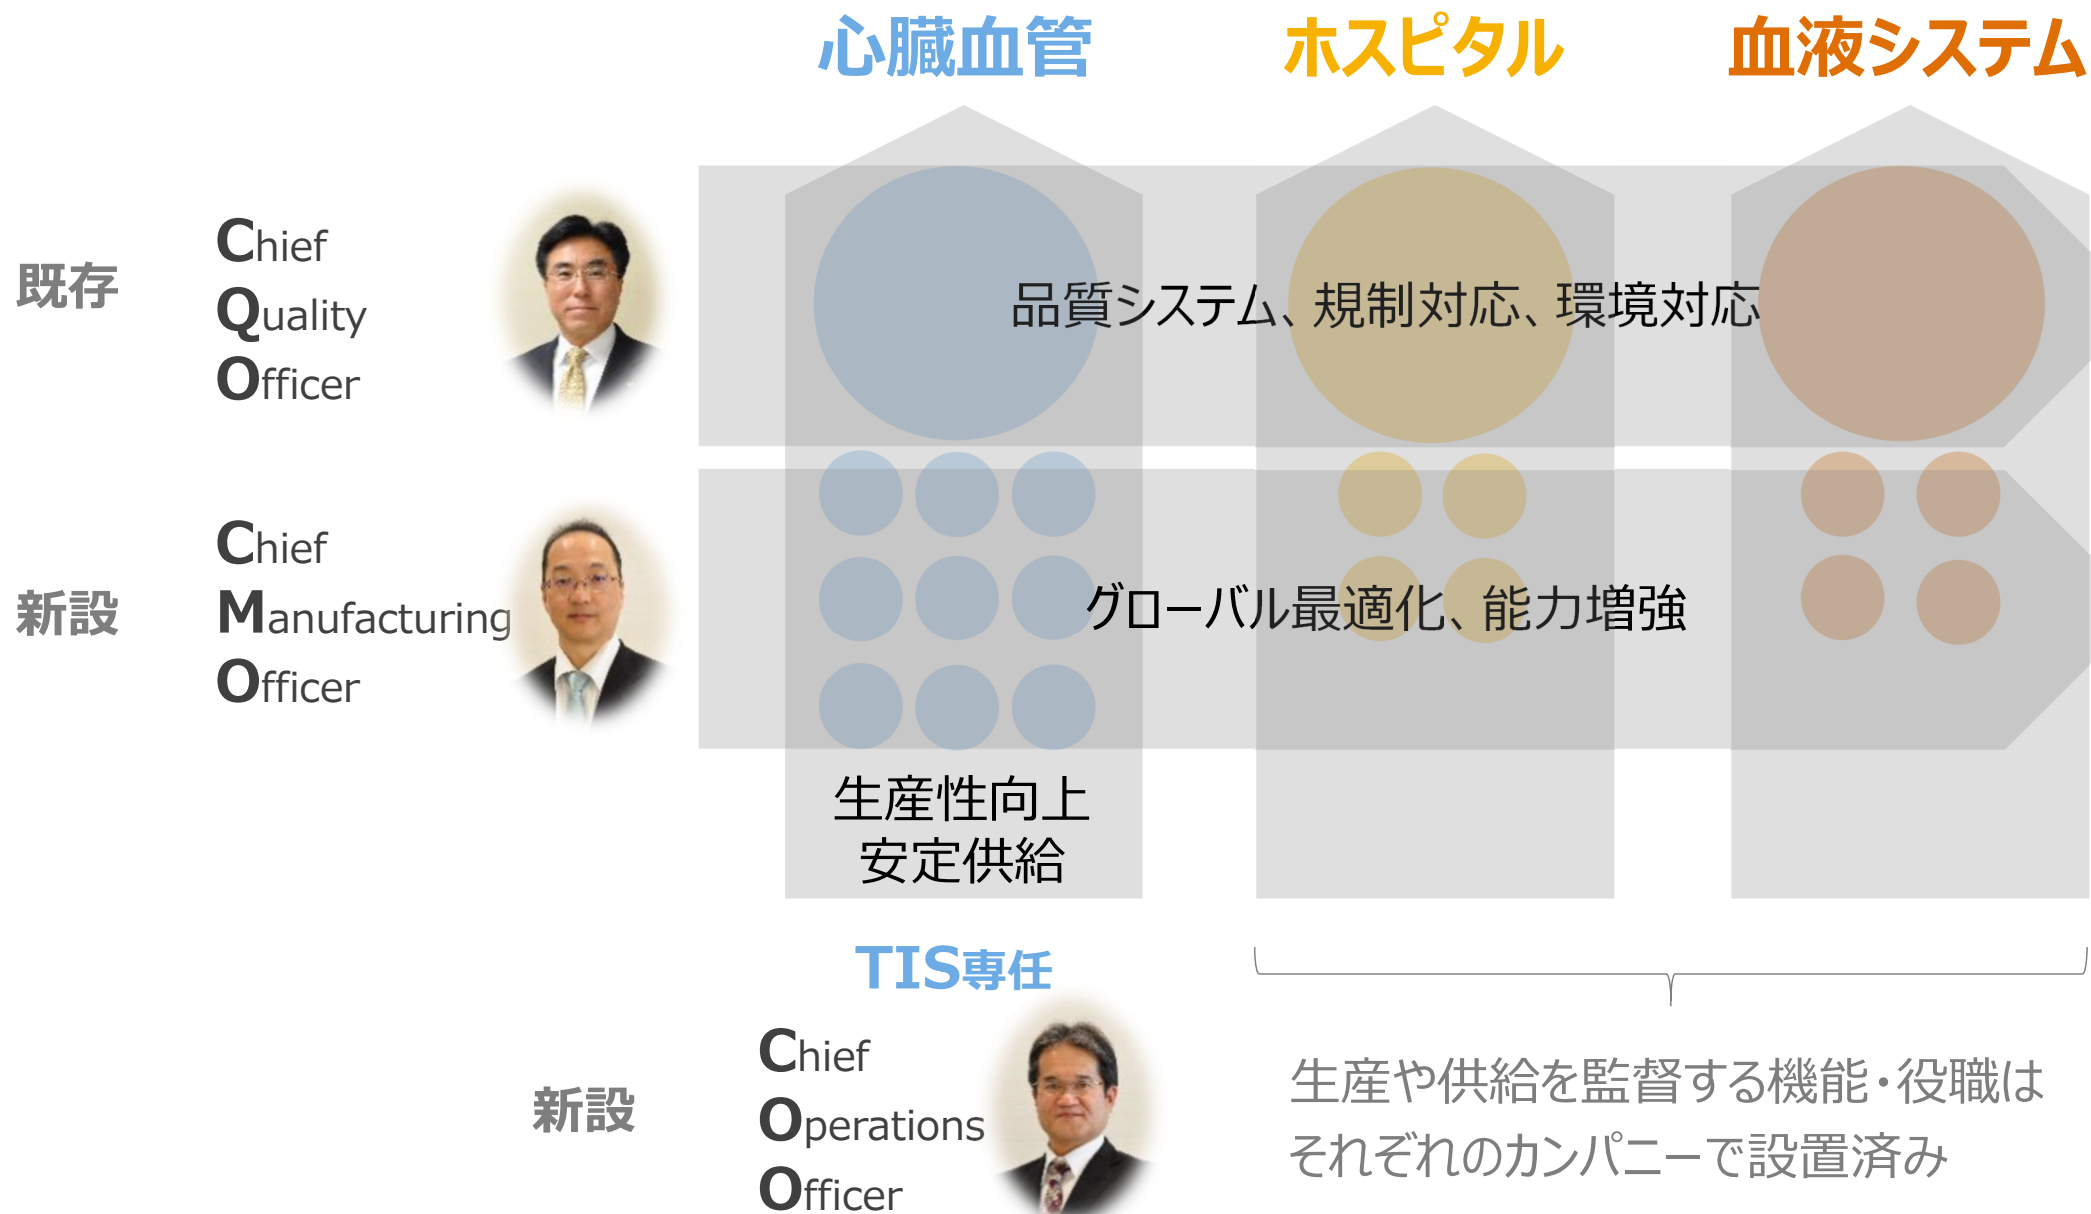 心臓血管
ホスピタル
血液システム
既存
Chief
Quality
Officer
品質システム、規制対応、環境対応
新設
Chief
Manufacturing
Officer
グローバル最適化、能力増強
生産性向上
安定供給
TIS専任
新設
Chief
Operations
Officer
生産や供給を監督する機能・役職は
それぞれのカンパニーで設置済み